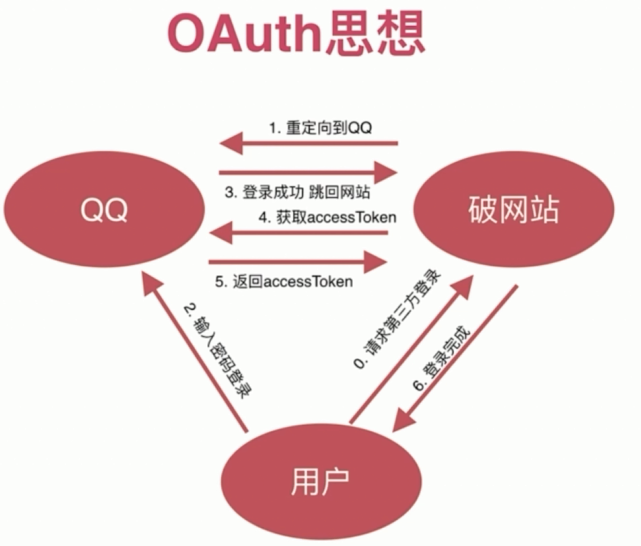 OAuth思想
1. 重定向到QQ
3. 登录成功 跳回网站
4. 获取accessToken
5. 返回accessToken
QQ
破网站
2. 输入密码登录
0. 请求第三方登录
6. 登录完成
用户